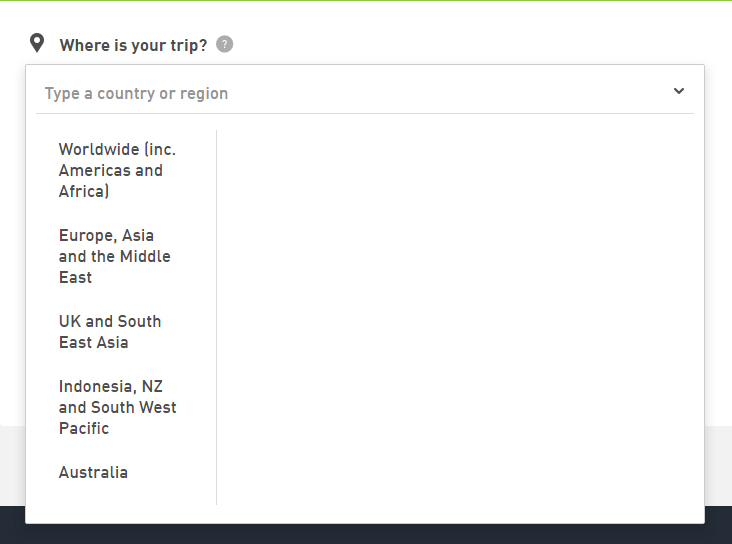 Where is your trip? ?
Type a country or region
Worldwide (inc.
Americas and
Africa)
Europe, Asia
and the Middle
East
UK and South
East Asia
Indonesia, NZ
and South West
Pacific
Australia